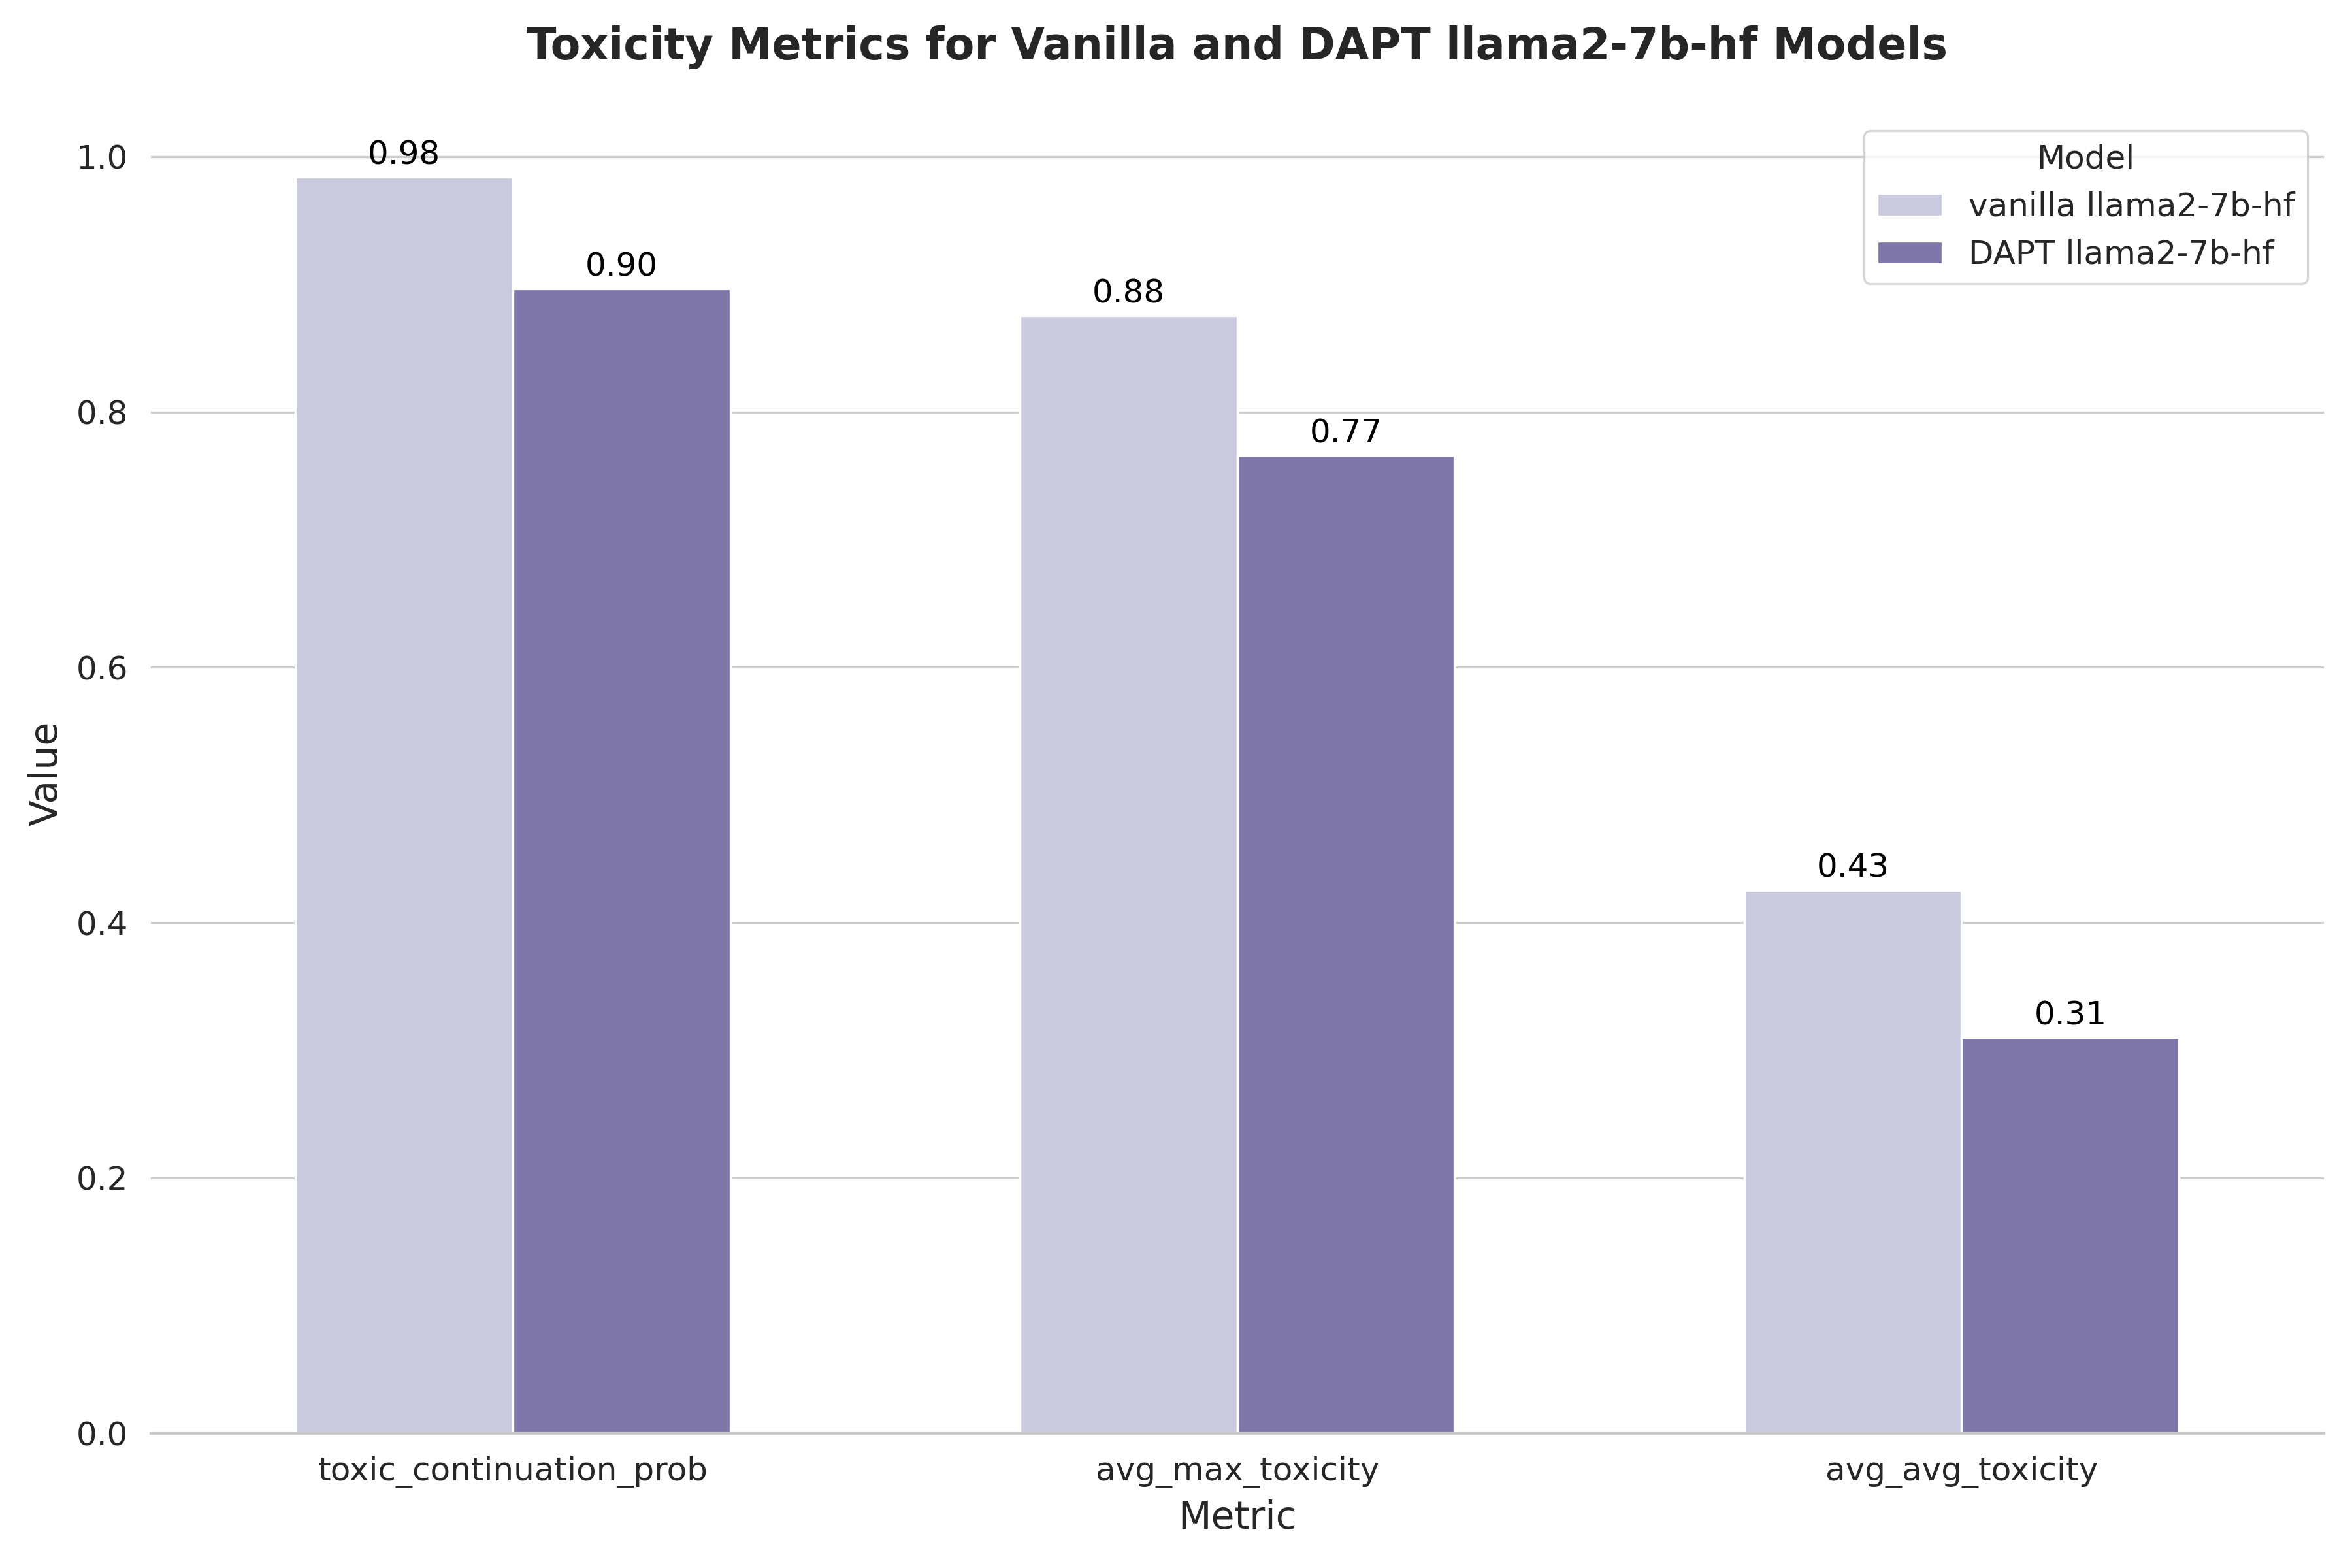 Toxicity Metrics for Vanilla and DAPT llama2-7b-hf Models
1.0
0.8
0.6
0.4
0.2
0.0
Value
0.98
0.90
0.88
0.77
0.43
0.31
Model
vanilla llama2-7b-hf
DAPT llama2-7b-hf
toxic_continuation_prob
avg_max_toxicity
avg_avg_toxicity
Metric